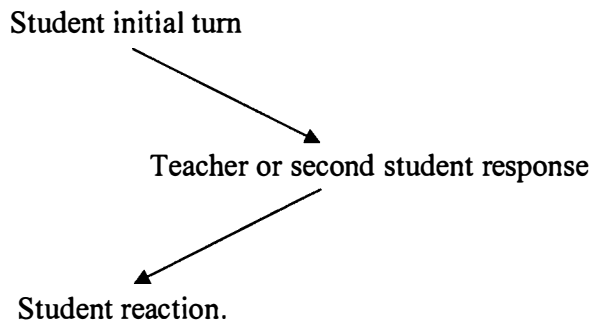 Student initial turn
Teacher or second student response
Student reaction.